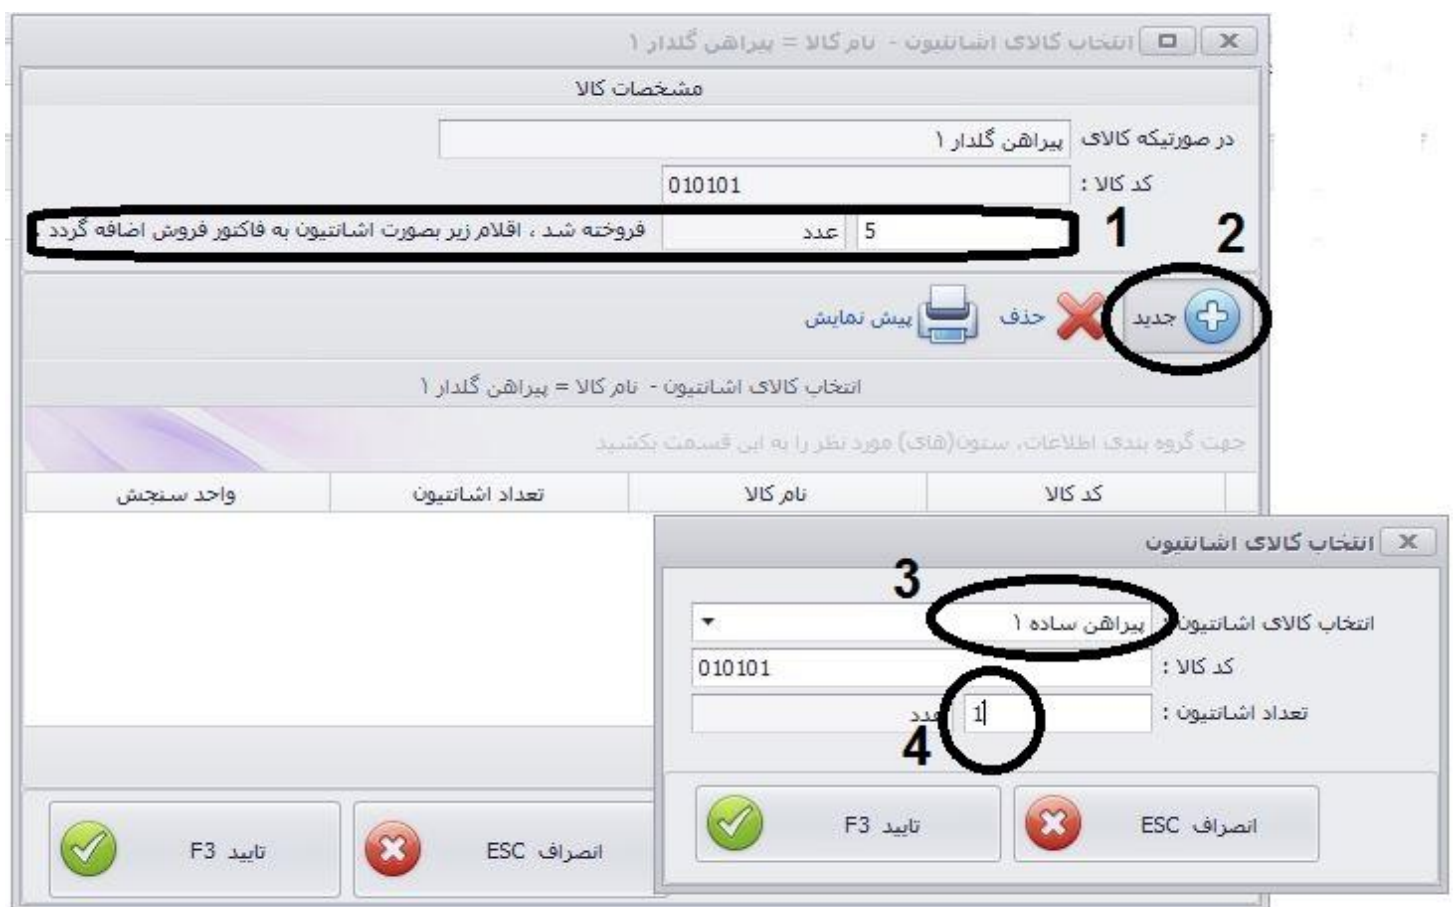 انتخاب کالای اشانتیون - نام کالا = پیراهن گلدار ۱
مشخصات کالا
در صورتیکه کالای پیراهن گلدار ۱
کد کالا : 010101
5 عدد فروخته شد ، اقلام زیر بصورت اشانتیون به فاکتور فروش اضافه گردد .
1
2
جدید حذف پیش نمایش
انتخاب کالای اشانتیون - نام کالا = پیراهن گلدار ۱
جهت گروه بندی اطلاعات، ستون(های) مورد نظر را به این قسمت بکشید
کد کالا نام کالا تعداد اشانتیون واحد سنجش
انتخاب کالای اشانتیون
3
انتخاب کالای اشانتیون : پیراهن ساده ۱
کد کالا : 010101
تعداد اشانتیون : 1 عدد
4
انصراف ESC تایید F3
انصراف ESC تایید F3